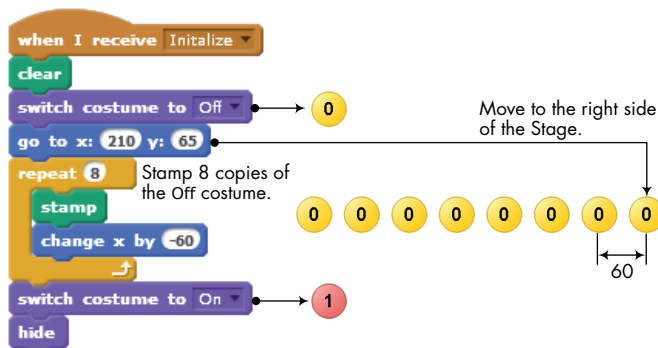 when I receive Initalize
clear
switch costume to Off
0
go to x: 210 y: 65
Move to the right side
of the Stage.
repeat 8
Stamp 8 copies of
the Off costume.
stamp
change x by -60
0 0 0 0 0 0 0 0
60
switch costume to On
1
hide